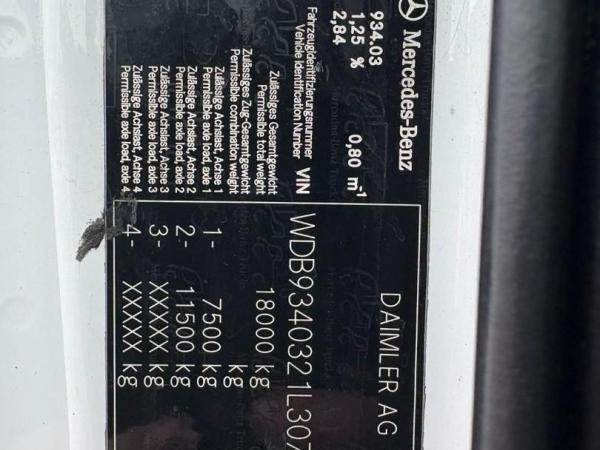 Mercedes-Benz
DAIMLER AG
934.03
1,25 % 0,80 m-1
2,84
Fahrzeugidentifizierungsnummer
Vehicle Identification Number VIN WDB9340321L307
Zulässiges Gesamtgewicht
Permissible total weight 18000 kg
Zulässiges Zug-Gesamtgewicht
Permissible combination weight kg
Zulässige Achslast, Achse 1
Permissible axle load, axle 1 1- 7500 kg
Zulässige Achslast, Achse 2
Permissible axle load, axle 2 2- 11500 kg
Zulässige Achslast, Achse 3
Permissible axle load, axle 3 3- XXXXX kg
Zulässige Achslast, Achse 4
Permissible axle load, axle 4 4- XXXXX kg